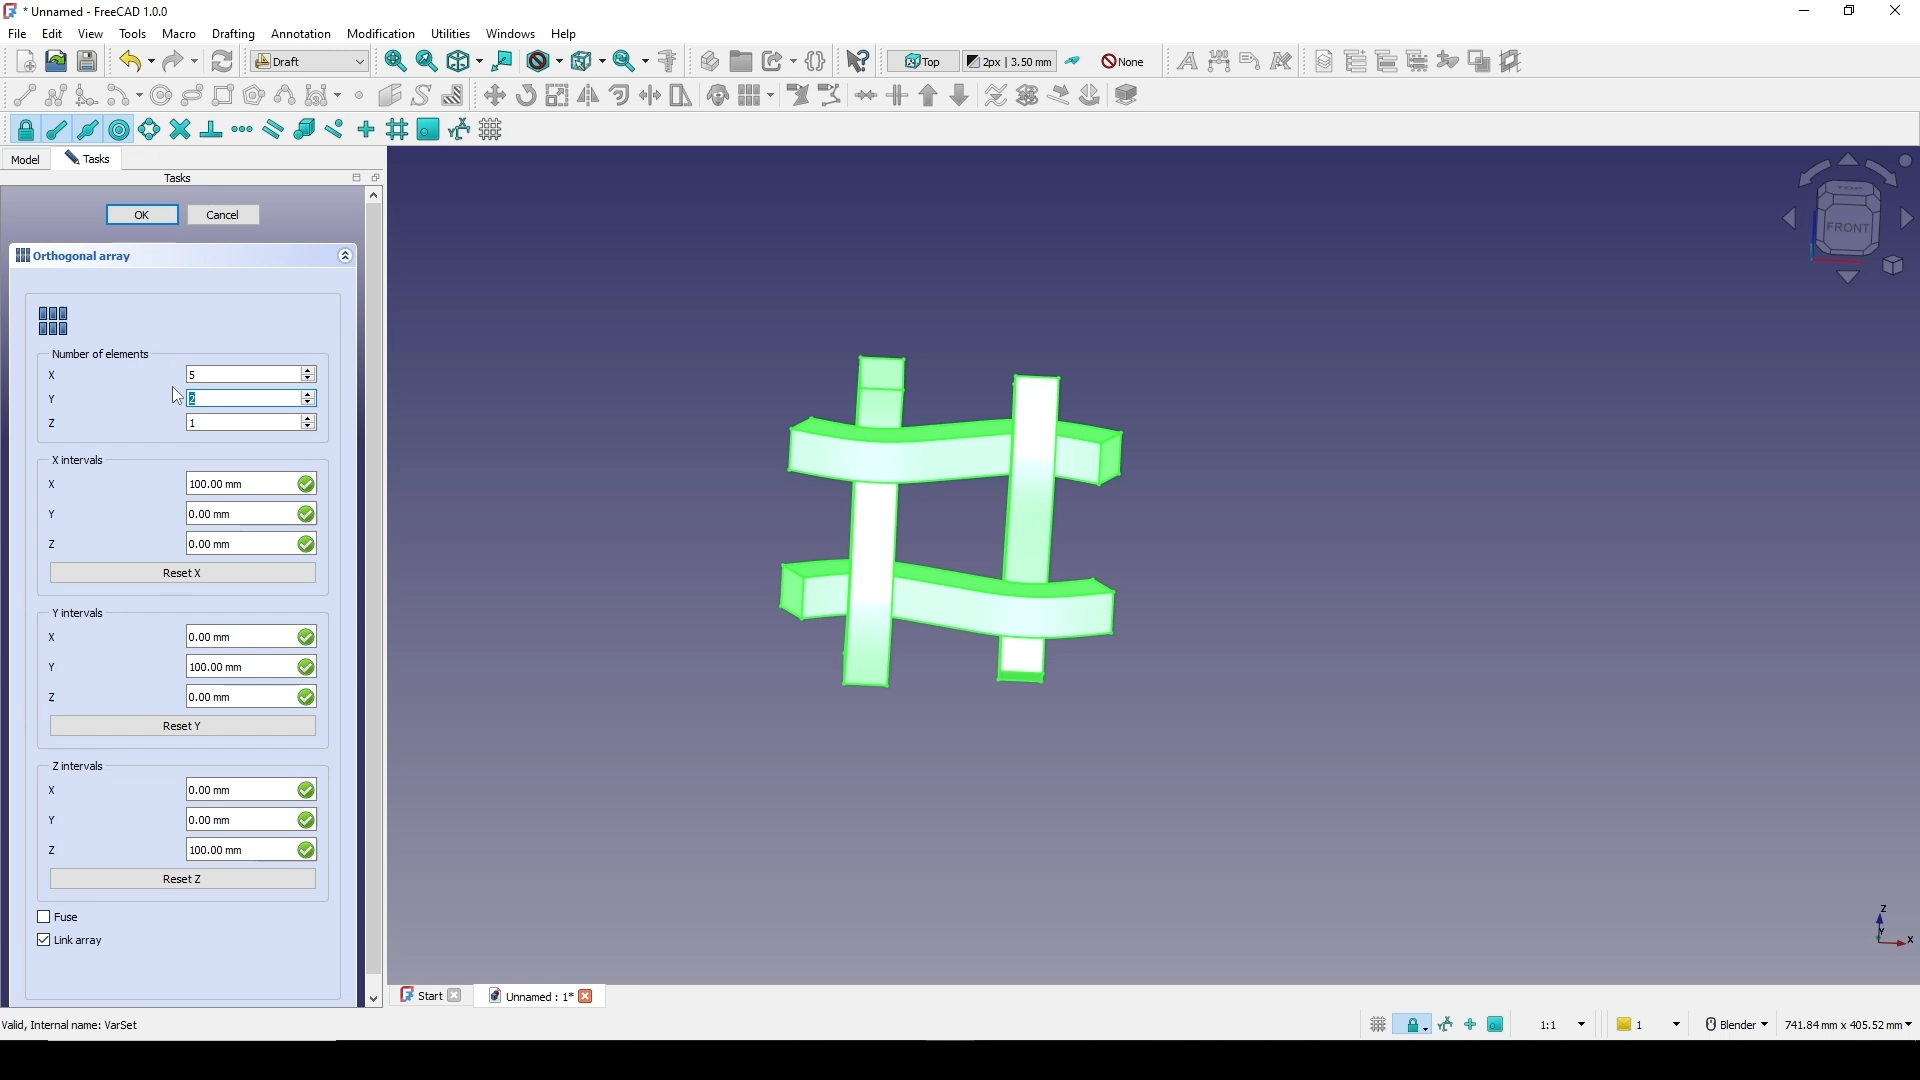 * Unnamed - FreeCAD 1.0.0
File Edit View Tools Macro Drafting Annotation Modification Utilities Windows Help
Draft Top 2px | 3.50 mm None
Model Tasks
Tasks
OK Cancel
Orthogonal array
Number of elements
X 5
Y 2
Z 1
X intervals
X 100.00 mm
Y 0.00 mm
Z 0.00 mm
Reset X
Y intervals
X 0.00 mm
Y 100.00 mm
Z 0.00 mm
Reset Y
Z intervals
X 0.00 mm
Y 0.00 mm
Z 100.00 mm
Reset Z
Fuse
Link array
TOP
FRONT
Z
Y
X
Start Unnamed : 1*
Valid, Internal name: VarSet
1:1 1 Blender 741.84 mm x 405.52 mm